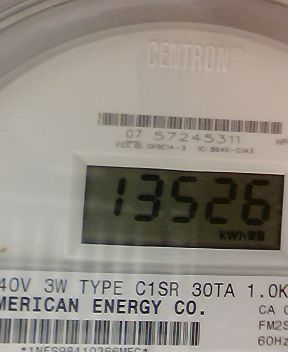 CENTRON®
07 57245311
13526
kWh
40V 3W TYPE C1SR 30TA 1.0K
MERICAN ENERGY CO.
CA
FM2S
60Hz